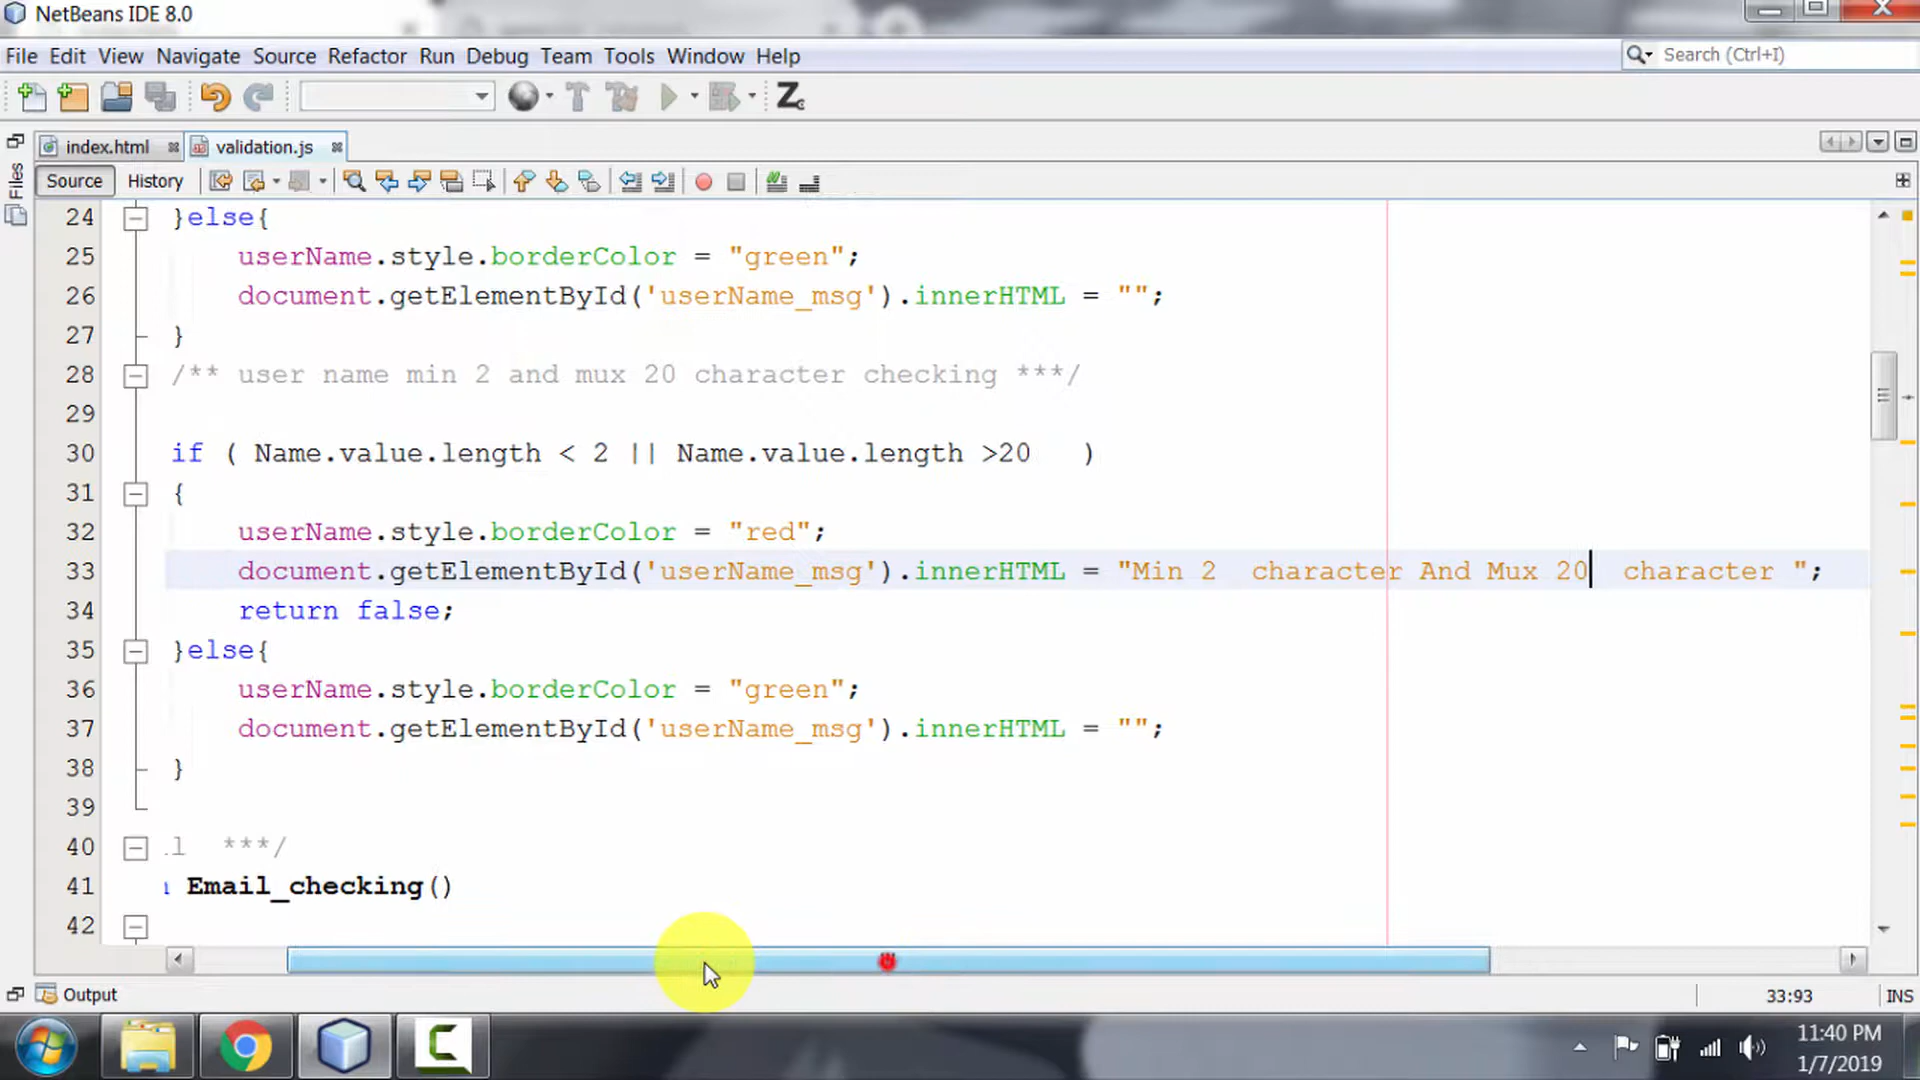 NetBeans IDE 8.0
File Edit View Navigate Source Refactor Run Debug Team Tools Window Help
Search (Ctrl+I)
index.html validation.js
Files
Source History
24 }else{
25 userName.style.borderColor = "green";
26 document.getElementById('userName_msg').innerHTML = "";
27 }
28 /** user name min 2 and mux 20 character checking ***/
29
30 if ( Name.value.length < 2 || Name.value.length >20 )
31 {
32 userName.style.borderColor = "red";
33 document.getElementById('userName_msg').innerHTML = "Min 2 character And Mux 20 character ";
34 return false;
35 }else{
36 userName.style.borderColor = "green";
37 document.getElementById('userName_msg').innerHTML = "";
38 }
39
40 l ***/
41 Email_checking()
42
Output
33:93 INS
11:40 PM
1/7/2019